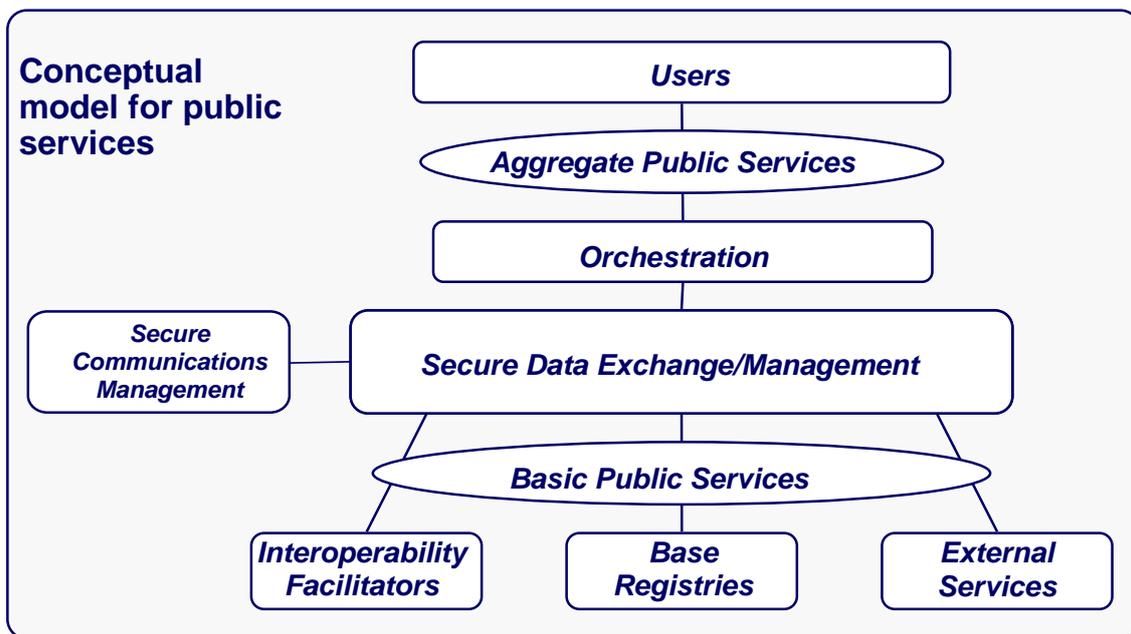 Conceptual
model for public
services
Users
Aggregate Public Services
Orchestration
Secure
Communications
Management
Secure Data Exchange/Management
Basic Public Services
Interoperability
Facilitators
Base
Registries
External
Services